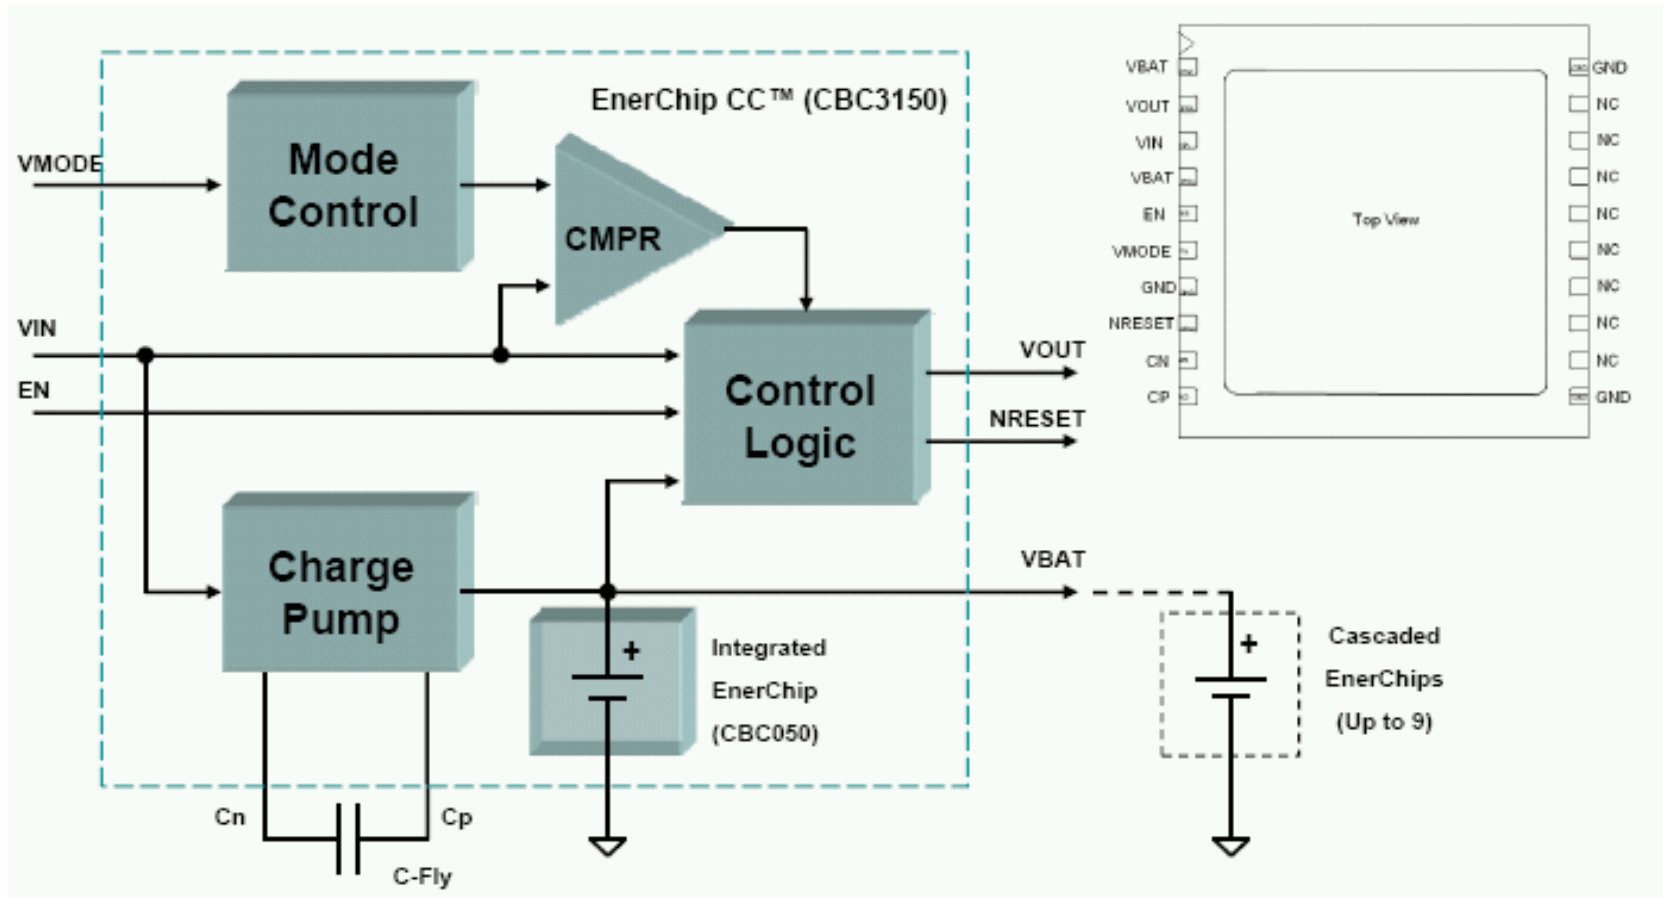 EnerChip CC™ (CBC3150)
Mode
Control
VMODE
CMPR
VIN
EN
Control
Logic
VOUT
NRESET
Charge
Pump
VBAT
+
Integrated
EnerChip
(CBC050)
Cn
Cp
C-Fly
+
Cascaded
EnerChips
(Up to 9)
VBAT
VOUT
VIN
VBAT
EN
VMODE
GND
NRESET
CN
CP
Top View
GND
NC
NC
NC
NC
NC
NC
NC
NC
GND